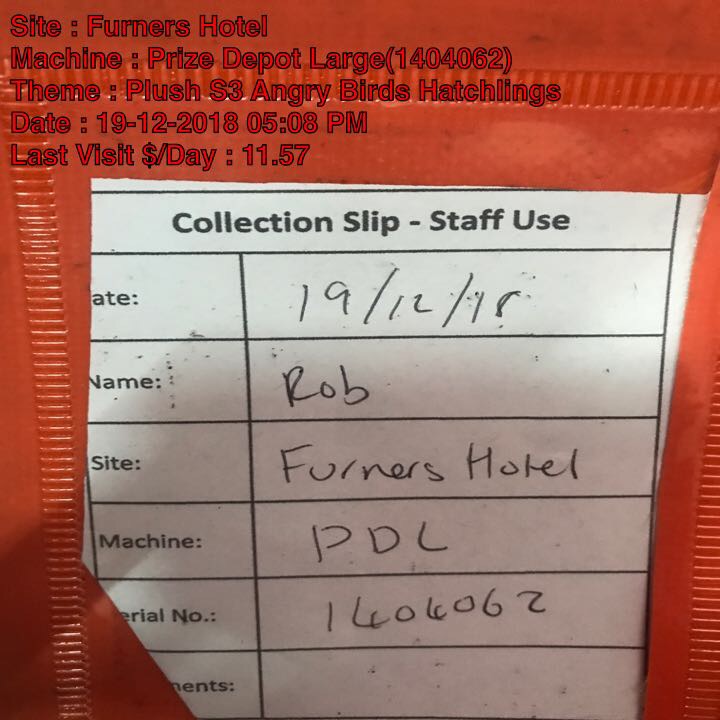 Site : Furners Hotel
Machine : Prize Depot Large(1404062)
Theme : Plush S3 Angry Birds Hatchlings
Date : 19-12-2018 05:08 PM
Last Visit $/Day : 11.57
Collection Slip - Staff Use
ate: 19/12/18
Name: Rob
Site: Furners Hotel
Machine: PDL
erial No.: 1404062
ents: